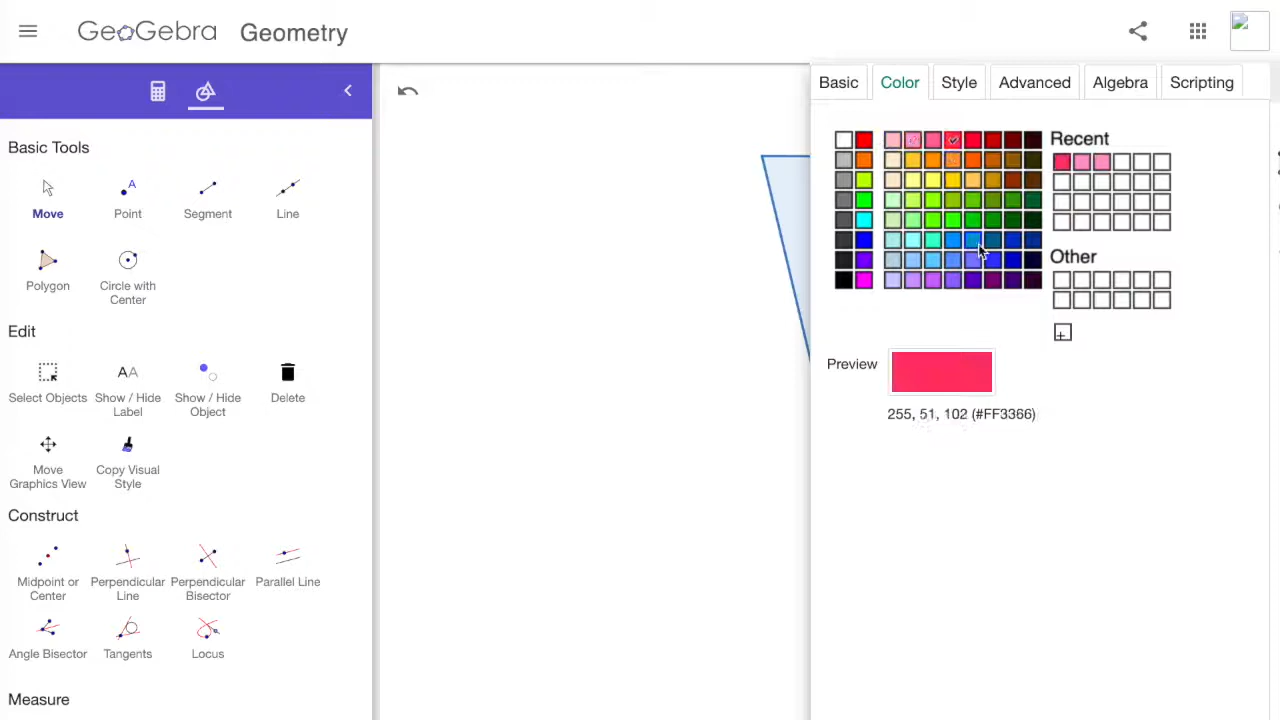 GeoGebra Geometry
Basic Color Style Advanced Algebra Scripting
Basic Tools
Move Point Segment Line
Polygon Circle with
Center
Edit
Select Objects Show / Hide
Label Show / Hide
Object Delete
Move
Graphics View Copy Visual
Style
Construct
Midpoint or
Center Perpendicular
Line Perpendicular
Bisector Parallel Line
Angle Bisector Tangents Locus
Measure
Recent
Other
Preview
255, 51, 102 (#FF3366)